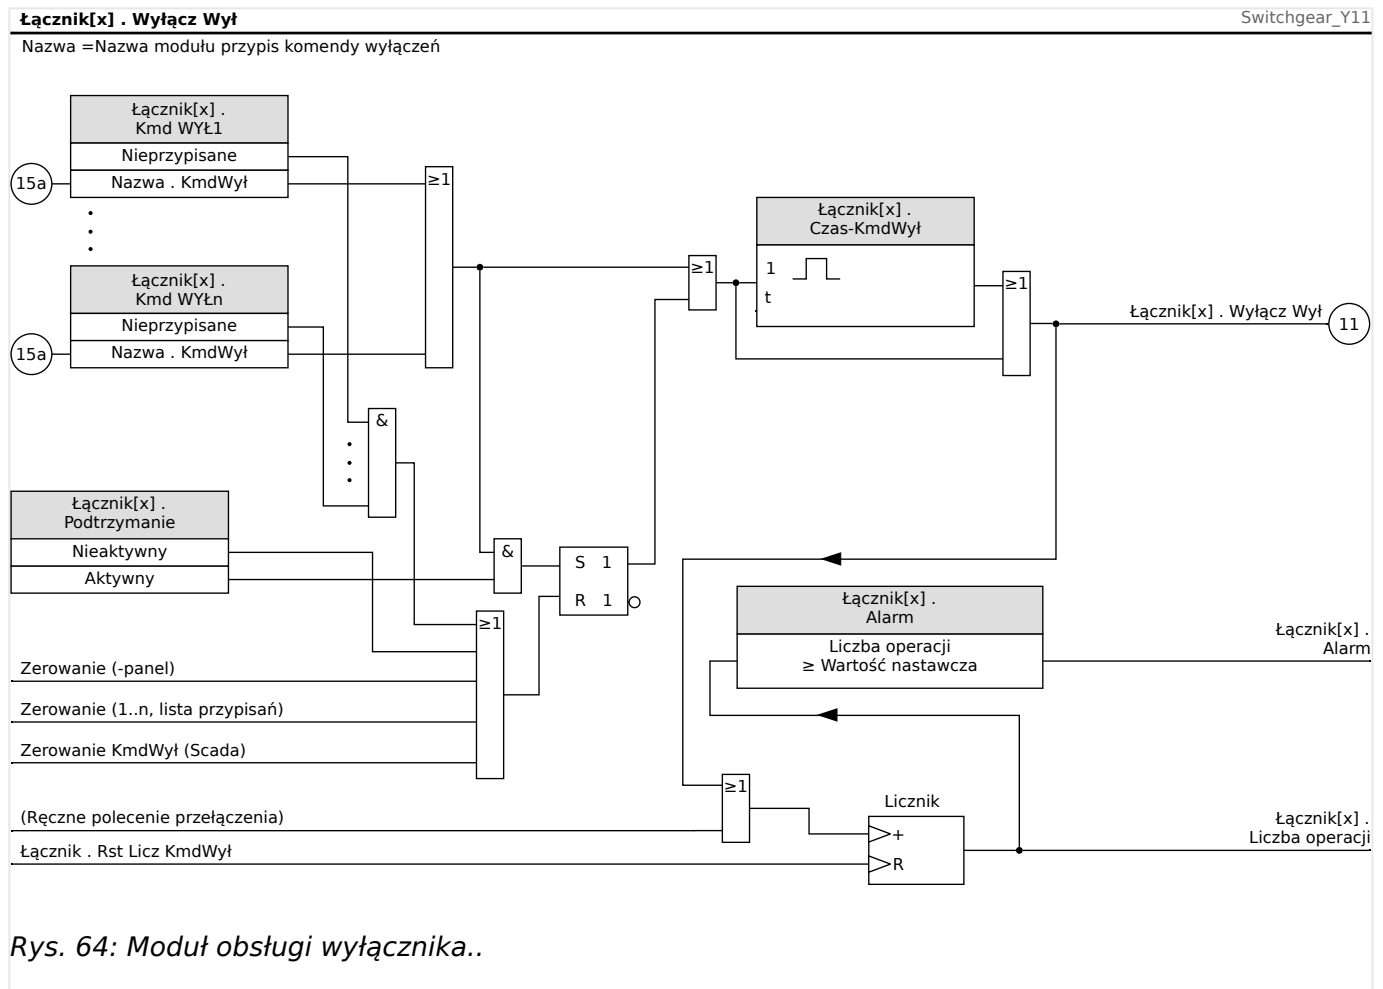 Łącznik[x] . Wyłącz Wył
Switchgear_Y11
Nazwa =Nazwa modułu przypis komendy wyłączeń
Łącznik[x] .
Kmd WYŁ1
Nieprzypisane
15a
Nazwa . KmdWył
≥1
Łącznik[x] .
Czas-KmdWył
1
t
≥1
≥1
Łącznik[x] . Wyłącz Wył
11
Łącznik[x] .
Kmd WYŁn
Nieprzypisane
15a
Nazwa . KmdWył
&
Łącznik[x] .
Podtrzymanie
Nieaktywny
Aktywny
&
S 1
R 1
≥1
Łącznik[x] .
Alarm
Liczba operacji
≥ Wartość nastawcza
Łącznik[x] .
Alarm
Zerowanie (-panel)
Zerowanie (1..n, lista przypisań)
Zerowanie KmdWył (Scada)
≥1
Licznik
+
R
(Ręczne polecenie przełączenia)
Łącznik . Rst Licz KmdWył
Łącznik[x] .
Liczba operacji
Rys. 64: Moduł obsługi wyłącznika..